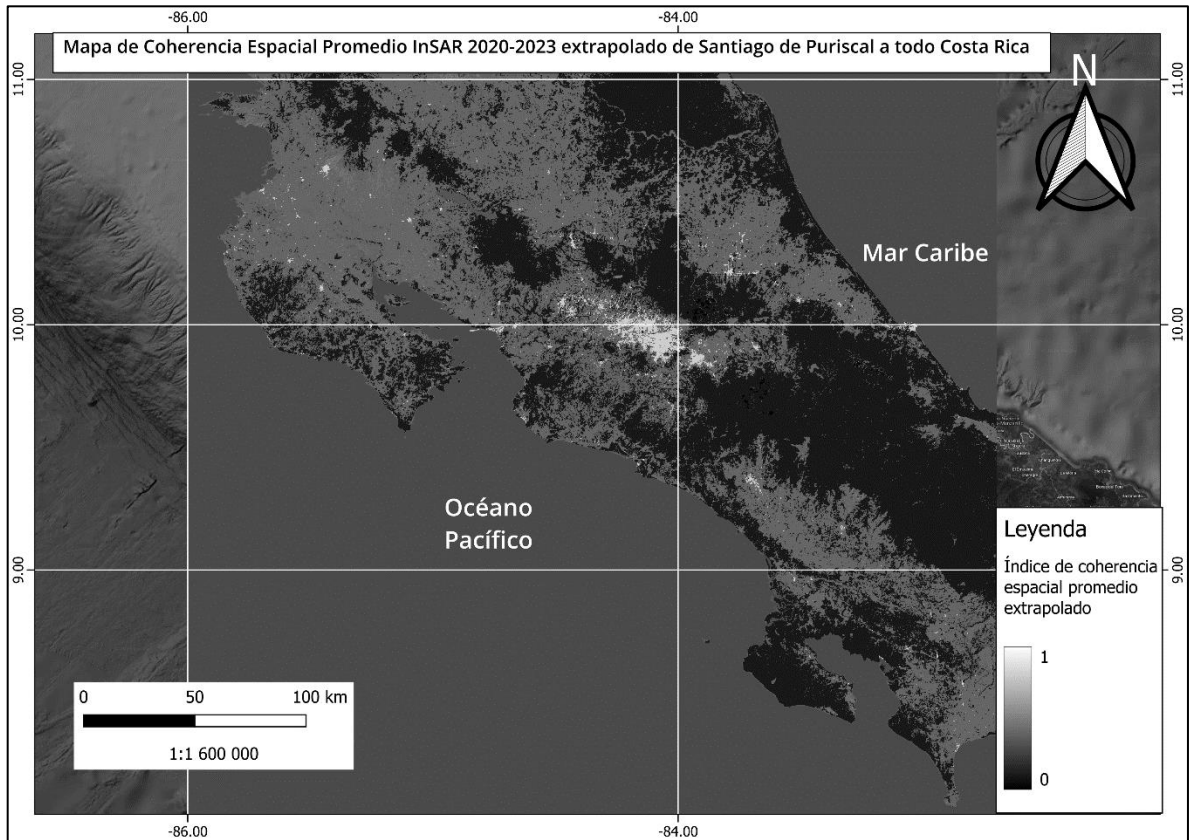 -86.00
-84.00
Mapa de Coherencia Espacial Promedio InSAR 2020-2023 extrapolado de Santiago de Puriscal a todo Costa Rica
N
11.00
11.00
Mar Caribe
10.00
10.00
Océano
Pacífico
9.00
9.00
Leyenda
Índice de coherencia
espacial promedio
extrapolado
1
0
0 50 100 km
1:1 600 000
-86.00
-84.00